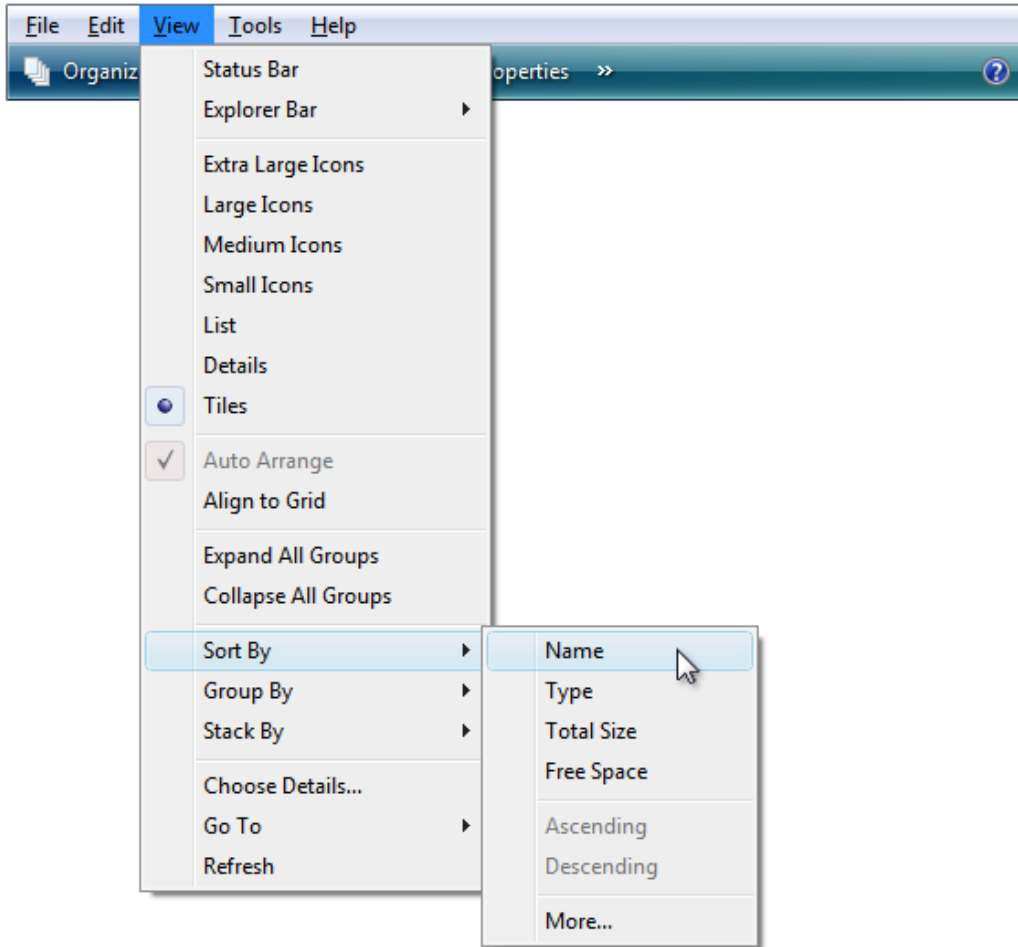 File Edit View Tools Help
Organiz operties »
Status Bar
Explorer Bar
Extra Large Icons
Large Icons
Medium Icons
Small Icons
List
Details
Tiles
Auto Arrange
Align to Grid
Expand All Groups
Collapse All Groups
Sort By
Group By
Stack By
Choose Details...
Go To
Refresh
Name
Type
Total Size
Free Space
Ascending
Descending
More...